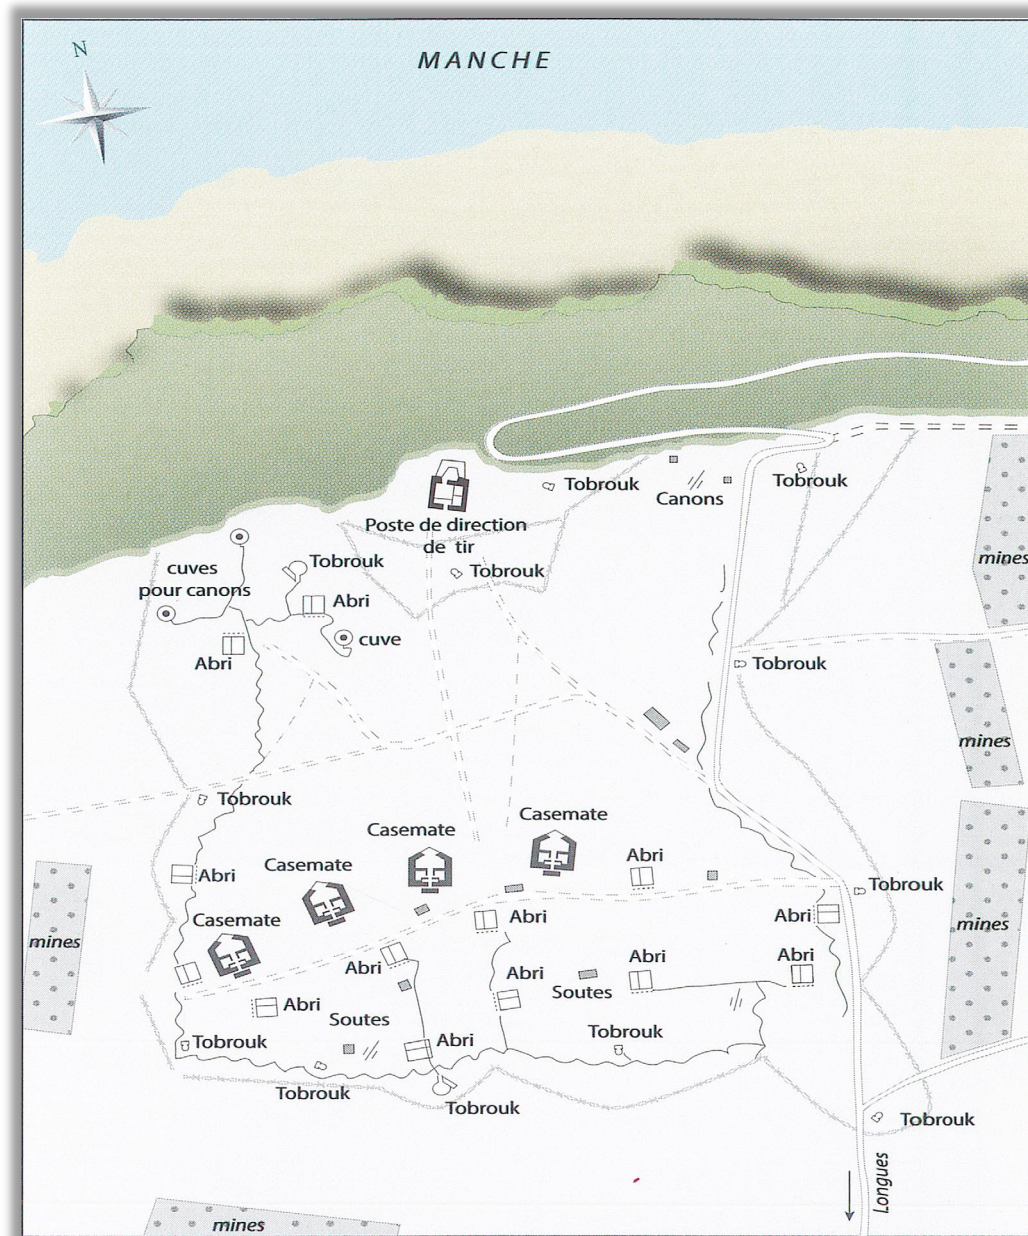 N
MANCHE
Tobrouk
Canons
Tobrouk
Poste de direction
de tir
mines
cuves
pour canons
Tobrouk
Tobrouk
Abri
cuve
Abri
Tobrouk
mines
Tobrouk
Casemate
Casemate
Abri
Casemate
Abri
Tobrouk
Casemate
Abri
Abri
mines
mines
Abri
Abri
Abri
Abri
Soutes
Abri
Soutes
Tobrouk
Abri
Tobrouk
Tobrouk
Tobrouk
Tobrouk
Longues
mines